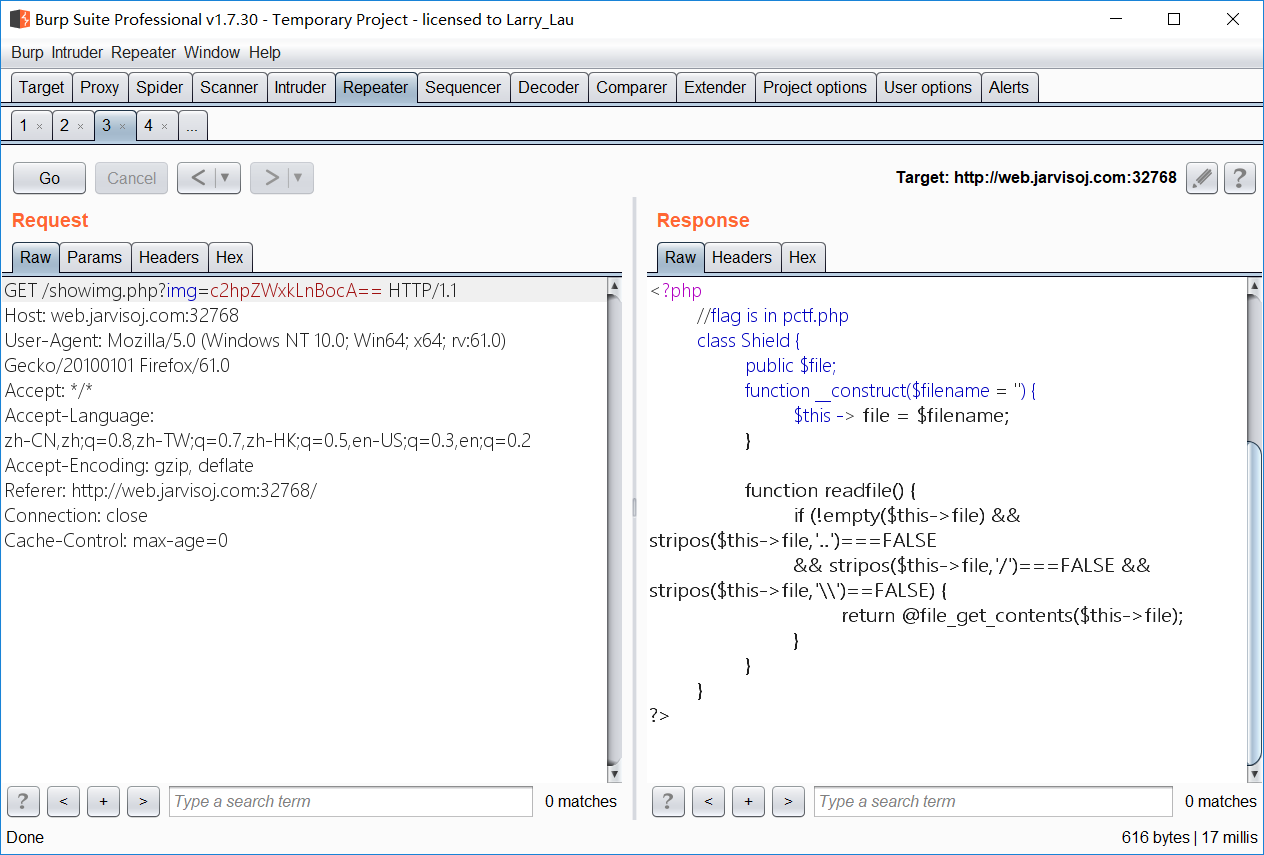 Burp Suite Professional v1.7.30 - Temporary Project - licensed to Larry_Lau
Burp Intruder Repeater Window Help
Target Proxy Spider Scanner Intruder Repeater Sequencer Decoder Comparer Extender Project options User options Alerts
1 × 2 × 3 × 4 × ...
Go Cancel < ▼ > ▼ Target: http://web.jarvisoj.com:32768 ?
Request
Raw Params Headers Hex
GET /showimg.php?img=c2hpZWxkLnBocA== HTTP/1.1
Host: web.jarvisoj.com:32768
User-Agent: Mozilla/5.0 (Windows NT 10.0; Win64; x64; rv:61.0)
Gecko/20100101 Firefox/61.0
Accept: */*
Accept-Language:
zh-CN,zh;q=0.8,zh-TW;q=0.7,zh-HK;q=0.5,en-US;q=0.3,en;q=0.2
Accept-Encoding: gzip, deflate
Referer: http://web.jarvisoj.com:32768/
Connection: close
Cache-Control: max-age=0
? < + > Type a search term 0 matches
Response
Raw Headers Hex
<?php
//flag is in pctf.php
class Shield {
public $file;
function __construct($filename = '') {
$this -> file = $filename;
}
function readfile() {
if (!empty($this->file) &&
stripos($this->file,'..')===FALSE
&& stripos($this->file,'/')===FALSE &&
stripos($this->file,'\\')==FALSE) {
return @file_get_contents($this->file);
}
}
}
?>
? < + > Type a search term 0 matches
Done
616 bytes | 17 millis